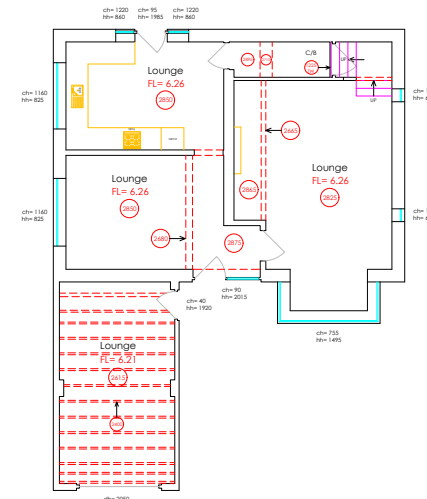 ch= 1220 ch= 95 ch= 1220
hh= 860 hh= 1985 hh= 860
C/B
UP
UP
Lounge
FL= 6.26
2850
ch= 1160
hh= 825
2665
Lounge
FL= 6.26
2850
Lounge
FL= 6.26
2825
2865
ch= 1160
hh= 825
2680
2875
ch= 40
hh= 1920
ch= 90
hh= 2015
ch= 755
hh= 1495
Lounge
FL= 6.21
2615
2400